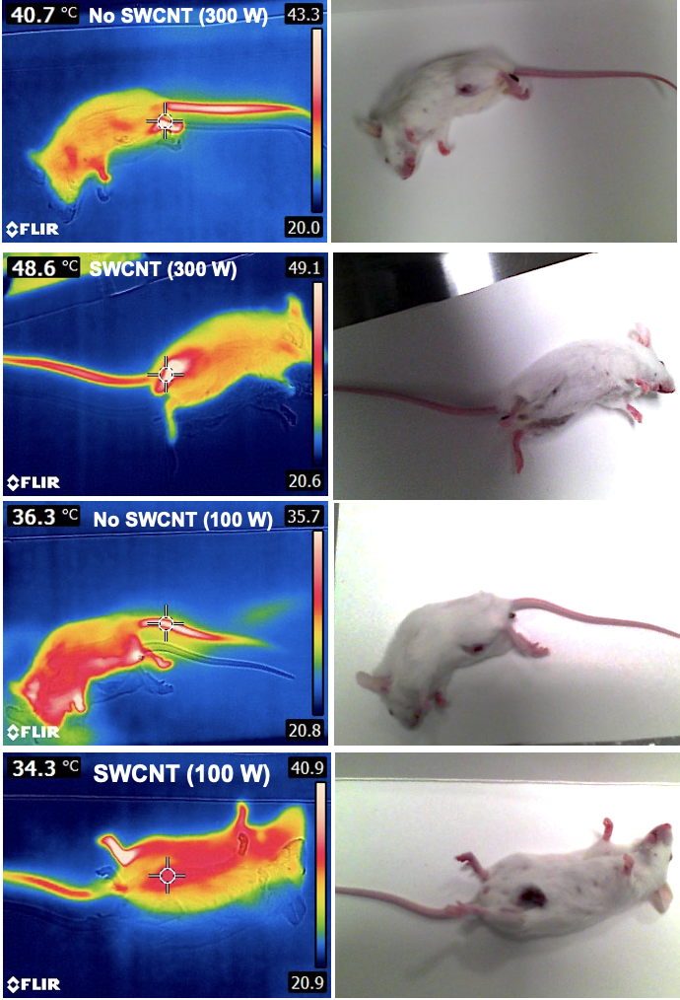 40.7 °C No SWCNT (300 W) 43.3
FLIR 20.0
48.6 °C SWCNT (300 W) 49.1
FLIR 20.6
36.3 °C No SWCNT (100 W) 35.7
FLIR 20.8
34.3 °C SWCNT (100 W) 40.9
FLIR 20.9